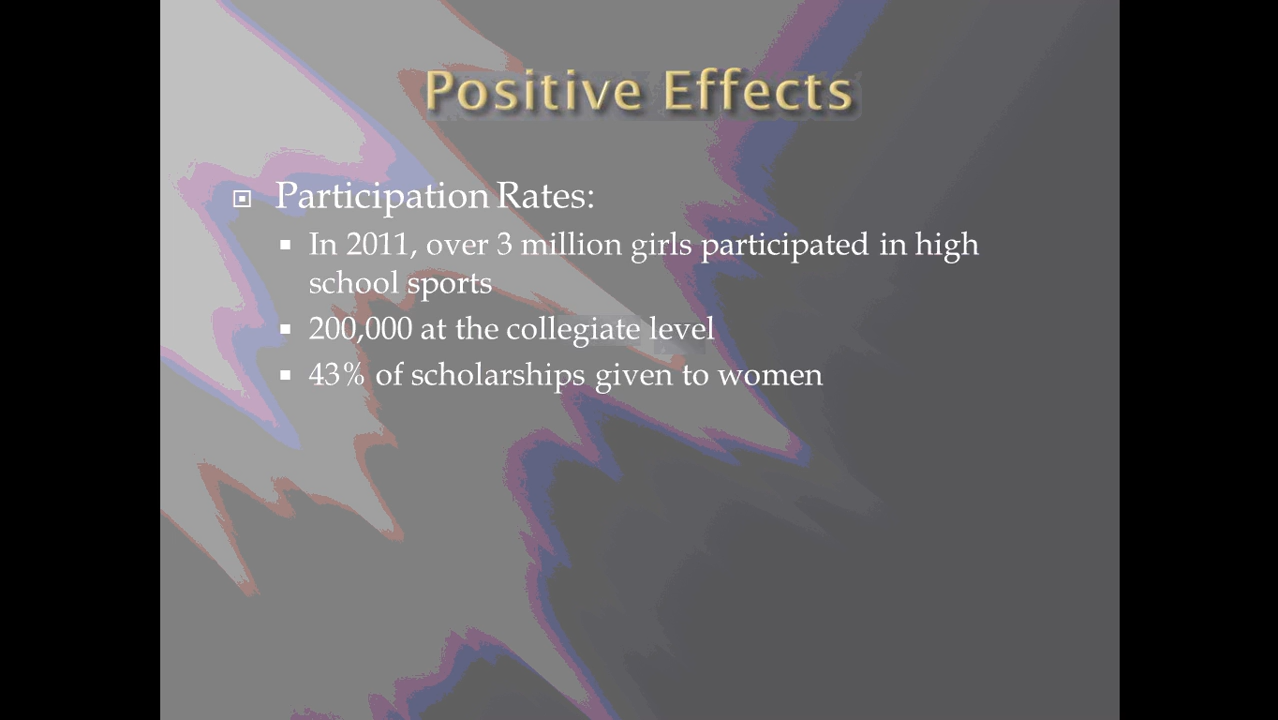 Positive Effects
Participation Rates:
In 2011, over 3 million girls participated in high
school sports
200,000 at the collegiate level
43% of scholarships given to women